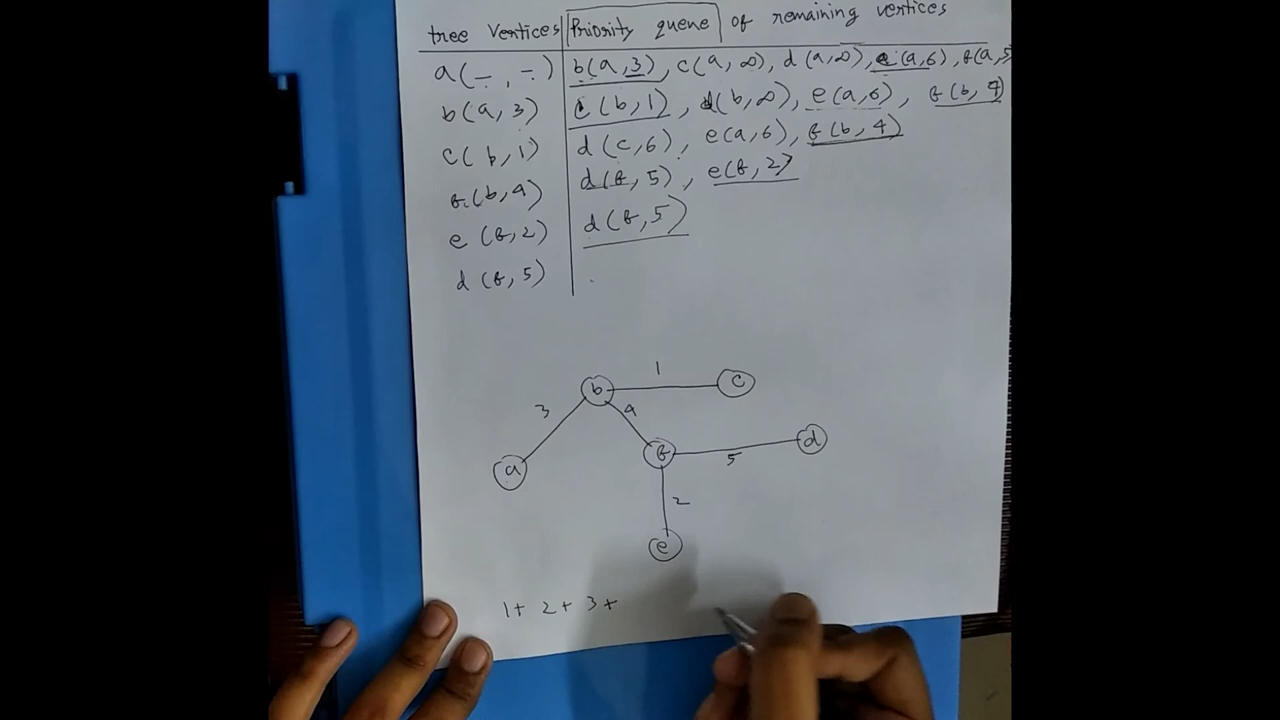 tree Vertices Priority queue of remaining vertices
a(-, -) b(a,3), c(a,∞), d(a,∞), e(a,6), f(a,5
b(a,3) c(b,1), d(b,∞), e(a,6), f(b,4)
c(b,1) d(c,6), e(a,6), f(b,4)
f(b,4) d(f,5), e(f,2)
e(f,2) d(f,5)
d(f,5)
1
b c
3 4
f d
a 5
2
e
1+ 2+ 3+